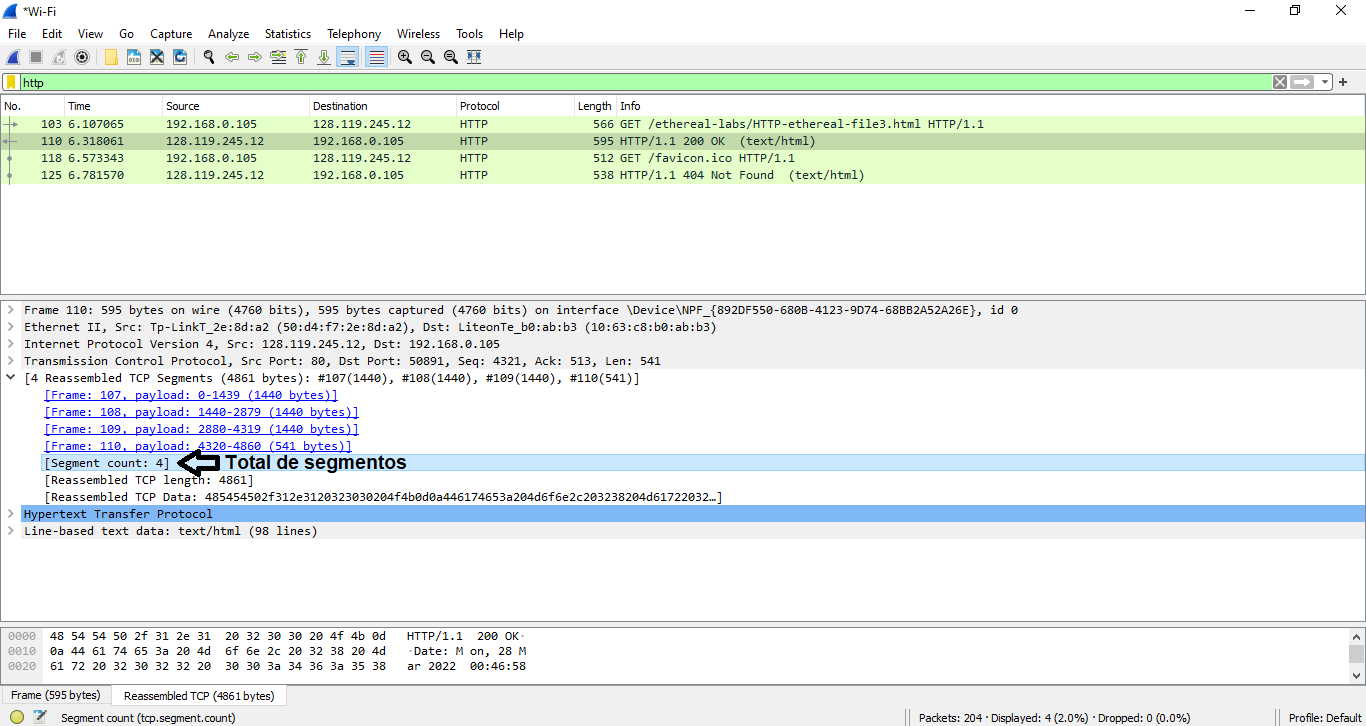 *Wi-Fi
File Edit View Go Capture Analyze Statistics Telephony Wireless Tools Help
http
No. Time Source Destination Protocol Length Info
103 6.107065 192.168.0.105 128.119.245.12 HTTP 566 GET /ethereal-labs/HTTP-ethereal-file3.html HTTP/1.1
110 6.318061 128.119.245.12 192.168.0.105 HTTP 595 HTTP/1.1 200 OK (text/html)
118 6.573343 192.168.0.105 128.119.245.12 HTTP 512 GET /favicon.ico HTTP/1.1
125 6.781570 128.119.245.12 192.168.0.105 HTTP 538 HTTP/1.1 404 Not Found (text/html)
Frame 110: 595 bytes on wire (4760 bits), 595 bytes captured (4760 bits) on interface \Device\NPF_{892DF550-680B-4123-9D74-68BB2A52A26E}, id 0
Ethernet II, Src: Tp-LinkT_2e:8d:a2 (50:d4:f7:2e:8d:a2), Dst: LiteonTe_b0:ab:b3 (10:63:c8:b0:ab:b3)
Internet Protocol Version 4, Src: 128.119.245.12, Dst: 192.168.0.105
Transmission Control Protocol, Src Port: 80, Dst Port: 50891, Seq: 4321, Ack: 513, Len: 541
[4 Reassembled TCP Segments (4861 bytes): #107(1440), #108(1440), #109(1440), #110(541)]
[Frame: 107, payload: 0-1439 (1440 bytes)]
[Frame: 108, payload: 1440-2879 (1440 bytes)]
[Frame: 109, payload: 2880-4319 (1440 bytes)]
[Frame: 110, payload: 4320-4860 (541 bytes)]
[Segment count: 4] Total de segmentos
[Reassembled TCP length: 4861]
[Reassembled TCP Data: 485454502f312e3120323030204f4b0d0a446174653a204d6f6e2c203238204d61722032…]
Hypertext Transfer Protocol
Line-based text data: text/html (98 lines)
0000 48 54 54 50 2f 31 2e 31 20 32 30 30 20 4f 4b 0d HTTP/1.1 200 OK·
0010 0a 44 61 74 65 3a 20 4d 6f 6e 2c 20 32 38 20 4d ·Date: M on, 28 M
0020 61 72 20 32 30 32 32 20 30 30 3a 34 36 3a 35 38 ar 2022 00:46:58
Frame (595 bytes) Reassembled TCP (4861 bytes)
Segment count (tcp.segment.count) Packets: 204 · Displayed: 4 (2.0%) · Dropped: 0 (0.0%) Profile: Default